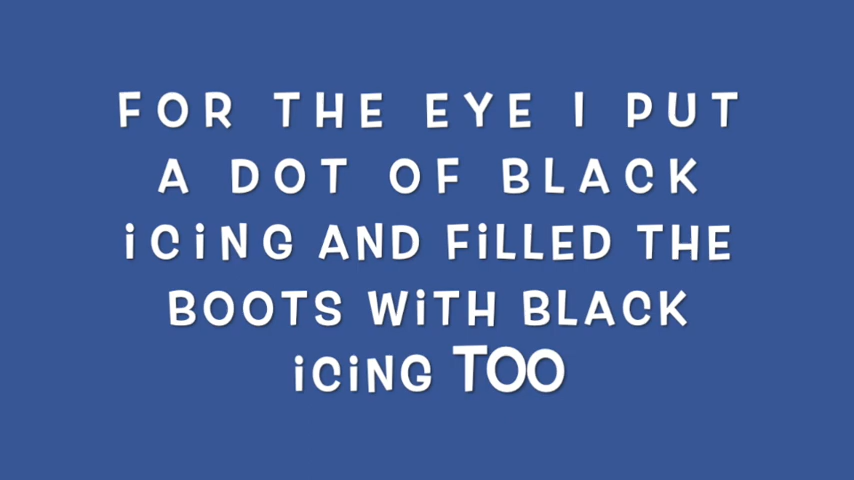 FOR THE EYE I PUT
A DOT OF BLACK
iCiNG AND FiLLED THE
BOOTS WiTH BLACK
iCiNG TOO